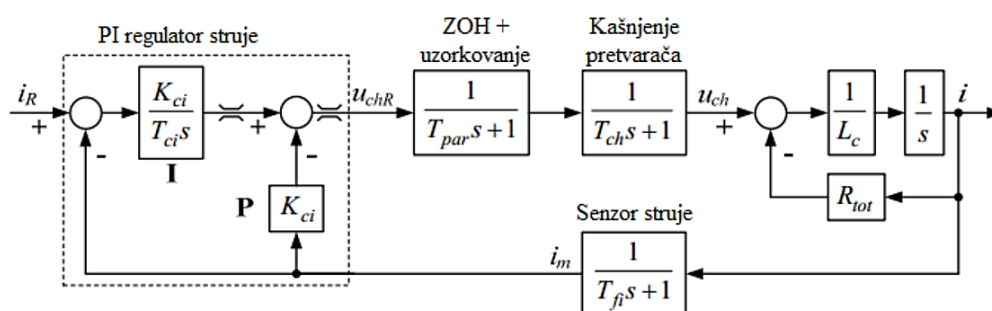 PI regulator struje
ZOH +
uzorkovanje
Kašnjenje
pretvarača
i_R
+
-
K_ci
T_ci s
I
+
-
P
K_ci
u_chR
1
T_par s + 1
1
T_ch s + 1
u_ch
+
-
1
L_c
1
s
i
R_tot
Senzor struje
i_m
1
T_fi s + 1